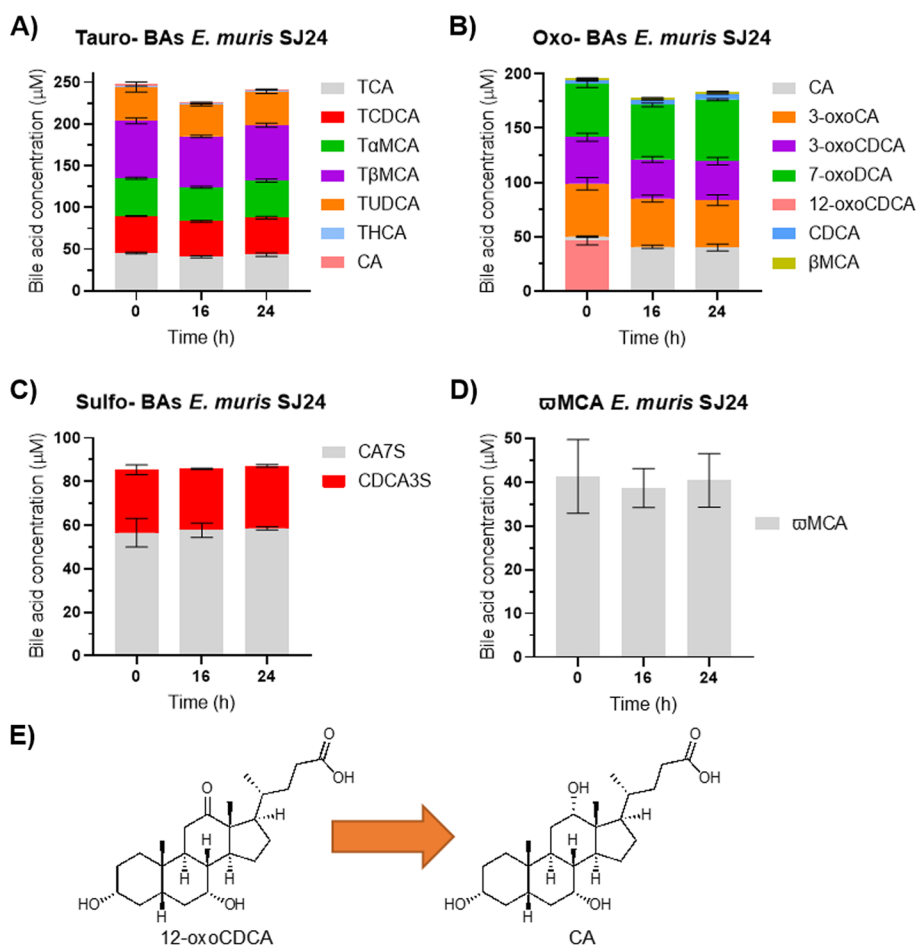 A)
Tauro- BAs E. muris SJ24
Bile acid concentration (µM)
250
200
150
100
50
0
0 16 24
Time (h)
TCA
TCDCA
TαMCA
TβMCA
TUDCA
THCA
CA
B)
Oxo- BAs E. muris SJ24
Bile acid concentration (µM)
200
150
100
50
0
0 16 24
Time (h)
CA
3-oxoCA
3-oxoCDCA
7-oxoDCA
12-oxoCDCA
CDCA
βMCA
C)
Sulfo- BAs E. muris SJ24
Bile acid concentration (µM)
100
80
60
40
20
0
0 16 24
Time (h)
CA7S
CDCA3S
D)
ϖMCA E. muris SJ24
Bile acid concentration (µM)
50
40
30
20
10
0
0 16 24
Time (h)
ϖMCA
E)
O
OH
O
H
H
H
H
HO
OH
H
12-oxoCDCA
O
OH
OH
H
H
H
H
HO
OH
H
CA